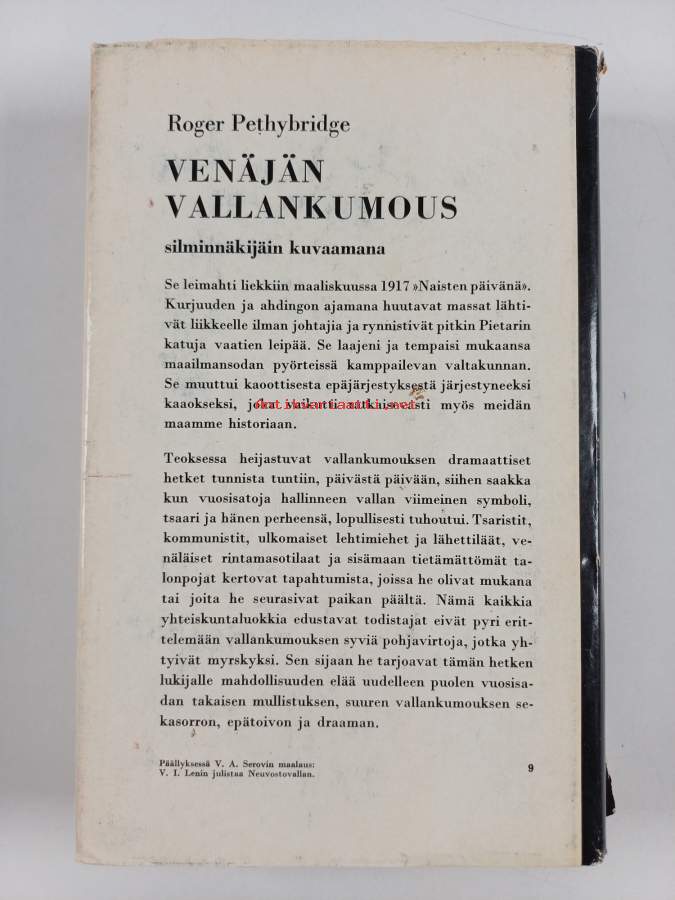 Roger Pethybridge
VENÄJÄN
VALLANKUMOUS
silminnäkijäin kuvaamana
Se leimahti liekkiin maaliskuussa 1917 »Naisten päivänä».
Kurjuuden ja ahdingon ajamana huutavat massat lähti-
vät liikkeelle ilman johtajia ja rynnistivät pitkin Pietarin
katuja vaatien leipää. Se laajeni ja tempaisi mukaansa
maailmansodan pyörteissä kamppailevan valtakunnan.
Se muuttui kaoottisesta epäjärjestyksestä järjestyneeksi
kaaokseksi, joka vaikutti ratkaisevasti myös meidän
Antikvariaatti.net
maamme historiaan.
Teoksessa heijastuvat vallankumouksen dramaattiset
hetket tunnista tuntiin, päivästä päivään, siihen saakka
kun vuosisatoja hallinneen vallan viimeinen symboli,
tsaari ja hänen perheensä, lopullisesti tuhoutui. Tsaristit,
kommunistit, ulkomaiset lehtimiehet ja lähettiläät, ve-
näläiset rintamasotilaat ja sisämaan tietämättömät ta-
lonpojat kertovat tapahtumista, joissa he olivat mukana
tai joita he seurasivat paikan päältä. Nämä kaikkia
yhteiskuntaluokkia edustavat todistajat eivät pyri erit-
telemään vallankumouksen syviä pohjavirtoja, jotka yh-
tyivät myrskyksi. Sen sijaan he tarjoavat tämän hetken
lukijalle mahdollisuuden elää uudelleen puolen vuosisa-
dan takaisen mullistuksen, suuren vallankumouksen se-
kasorron, epätoivon ja draaman.
Päällyksessä V. A. Serovin maalaus:
V. I. Lenin julistaa Neuvostovallan.
9